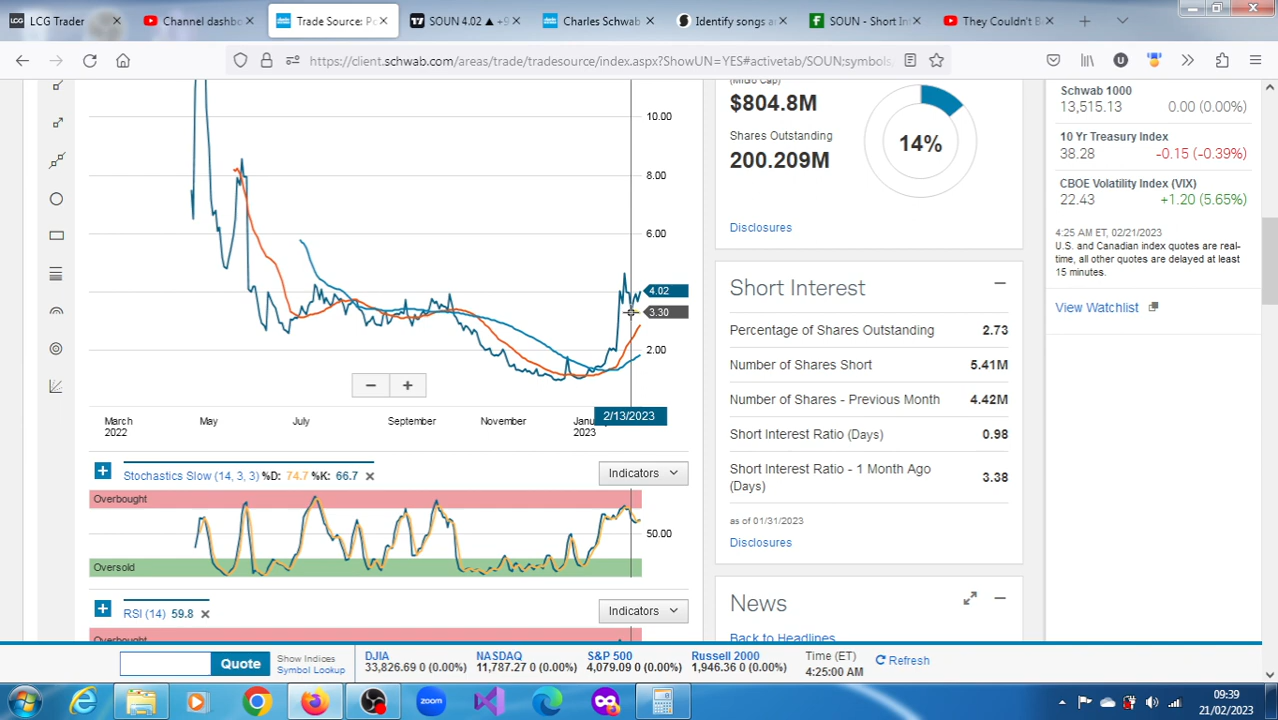 LCG Trader
Channel dashbo
Trade Source: Po
SOUN 4.02 ▲ +9
Charles Schwab
Identify songs a
SOUN - Short Int
They Couldn't B
https://client.schwab.com/areas/trade/tradesource/index.aspx?ShowUN=YES#activetab/SOUN;symbols,
10.00
8.00
6.00
4.02
3.30
2.00
− +
2/13/2023
March 2022
May
July
September
November
2023
Stochastics Slow (14, 3, 3) %D: 74.7 %K: 66.7
Indicators
Overbought
50.00
Oversold
RSI (14) 59.8
Indicators
Overbought
(Micro Cap)
$804.8M
Shares Outstanding
200.209M
14%
Disclosures
Short Interest
Percentage of Shares Outstanding 2.73
Number of Shares Short 5.41M
Number of Shares - Previous Month 4.42M
Short Interest Ratio (Days) 0.98
Short Interest Ratio - 1 Month Ago
(Days) 3.38
as of 01/31/2023
Disclosures
News
Back to Headlines
Schwab 1000
13,515.13 0.00 (0.00%)
10 Yr Treasury Index
38.28 -0.15 (-0.39%)
CBOE Volatility Index (VIX)
22.43 +1.20 (5.65%)
4:25 AM ET, 02/21/2023
U.S. and Canadian index quotes are real-
time, all other quotes are delayed at least
15 minutes.
View Watchlist
Quote
Show Indices
Symbol Lookup
DJIA
33,826.69 0 (0.00%)
NASDAQ
11,787.27 0 (0.00%)
S&P 500
4,079.09 0 (0.00%)
Russell 2000
1,946.36 0 (0.00%)
Time (ET)
4:25:00 AM
Refresh
zoom
09:39
21/02/2023